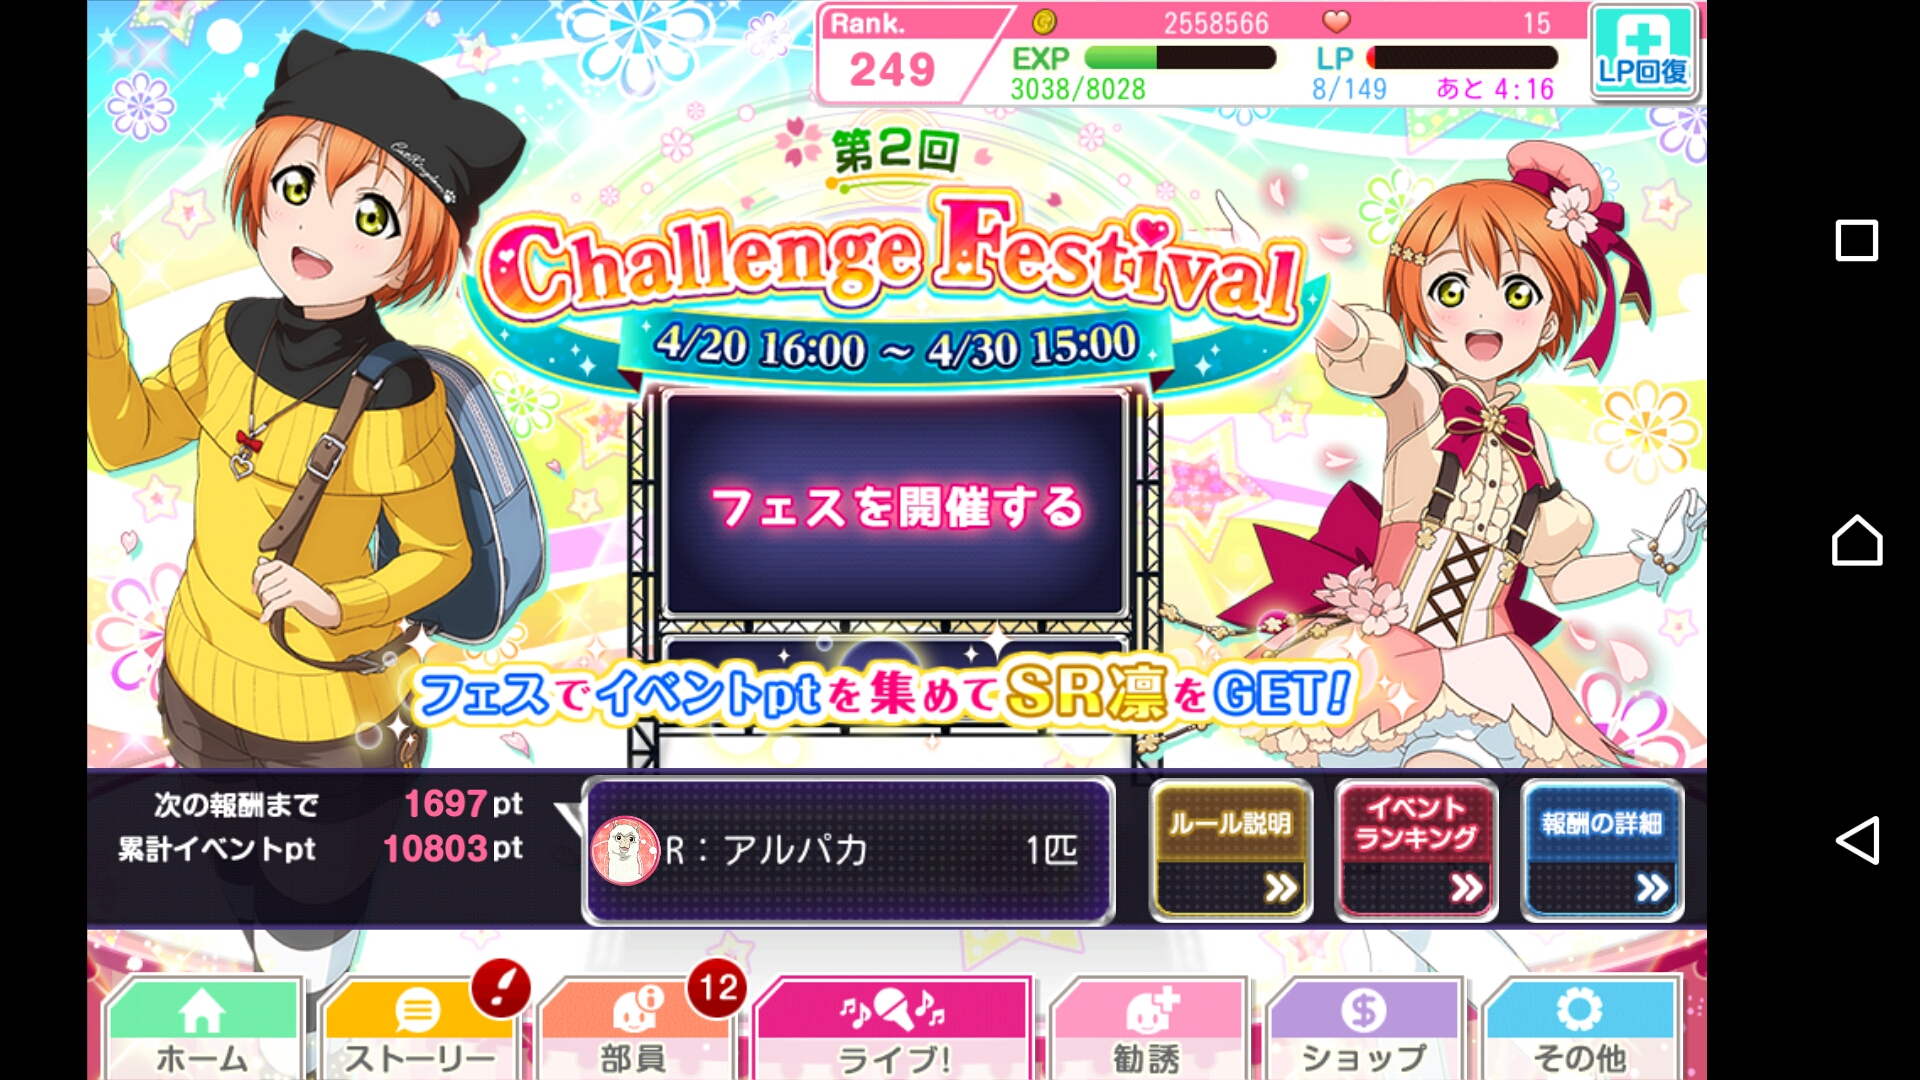 Rank.
249
2558566
15
EXP
3038/8028
LP
8/149
あと 4:16
LP回復
第2回
Challenge Festival
4/20 16:00 ~ 4/30 15:00
フェスを開催する
フェスでイベントptを集めてSR凛をGET!
次の報酬まで 1697pt
累計イベントpt 10803pt
R:アルパカ 1匹
ルール説明
イベント
ランキング
報酬の詳細
12
ホーム
ストーリー
部員
ライブ!
勧誘
ショップ
その他